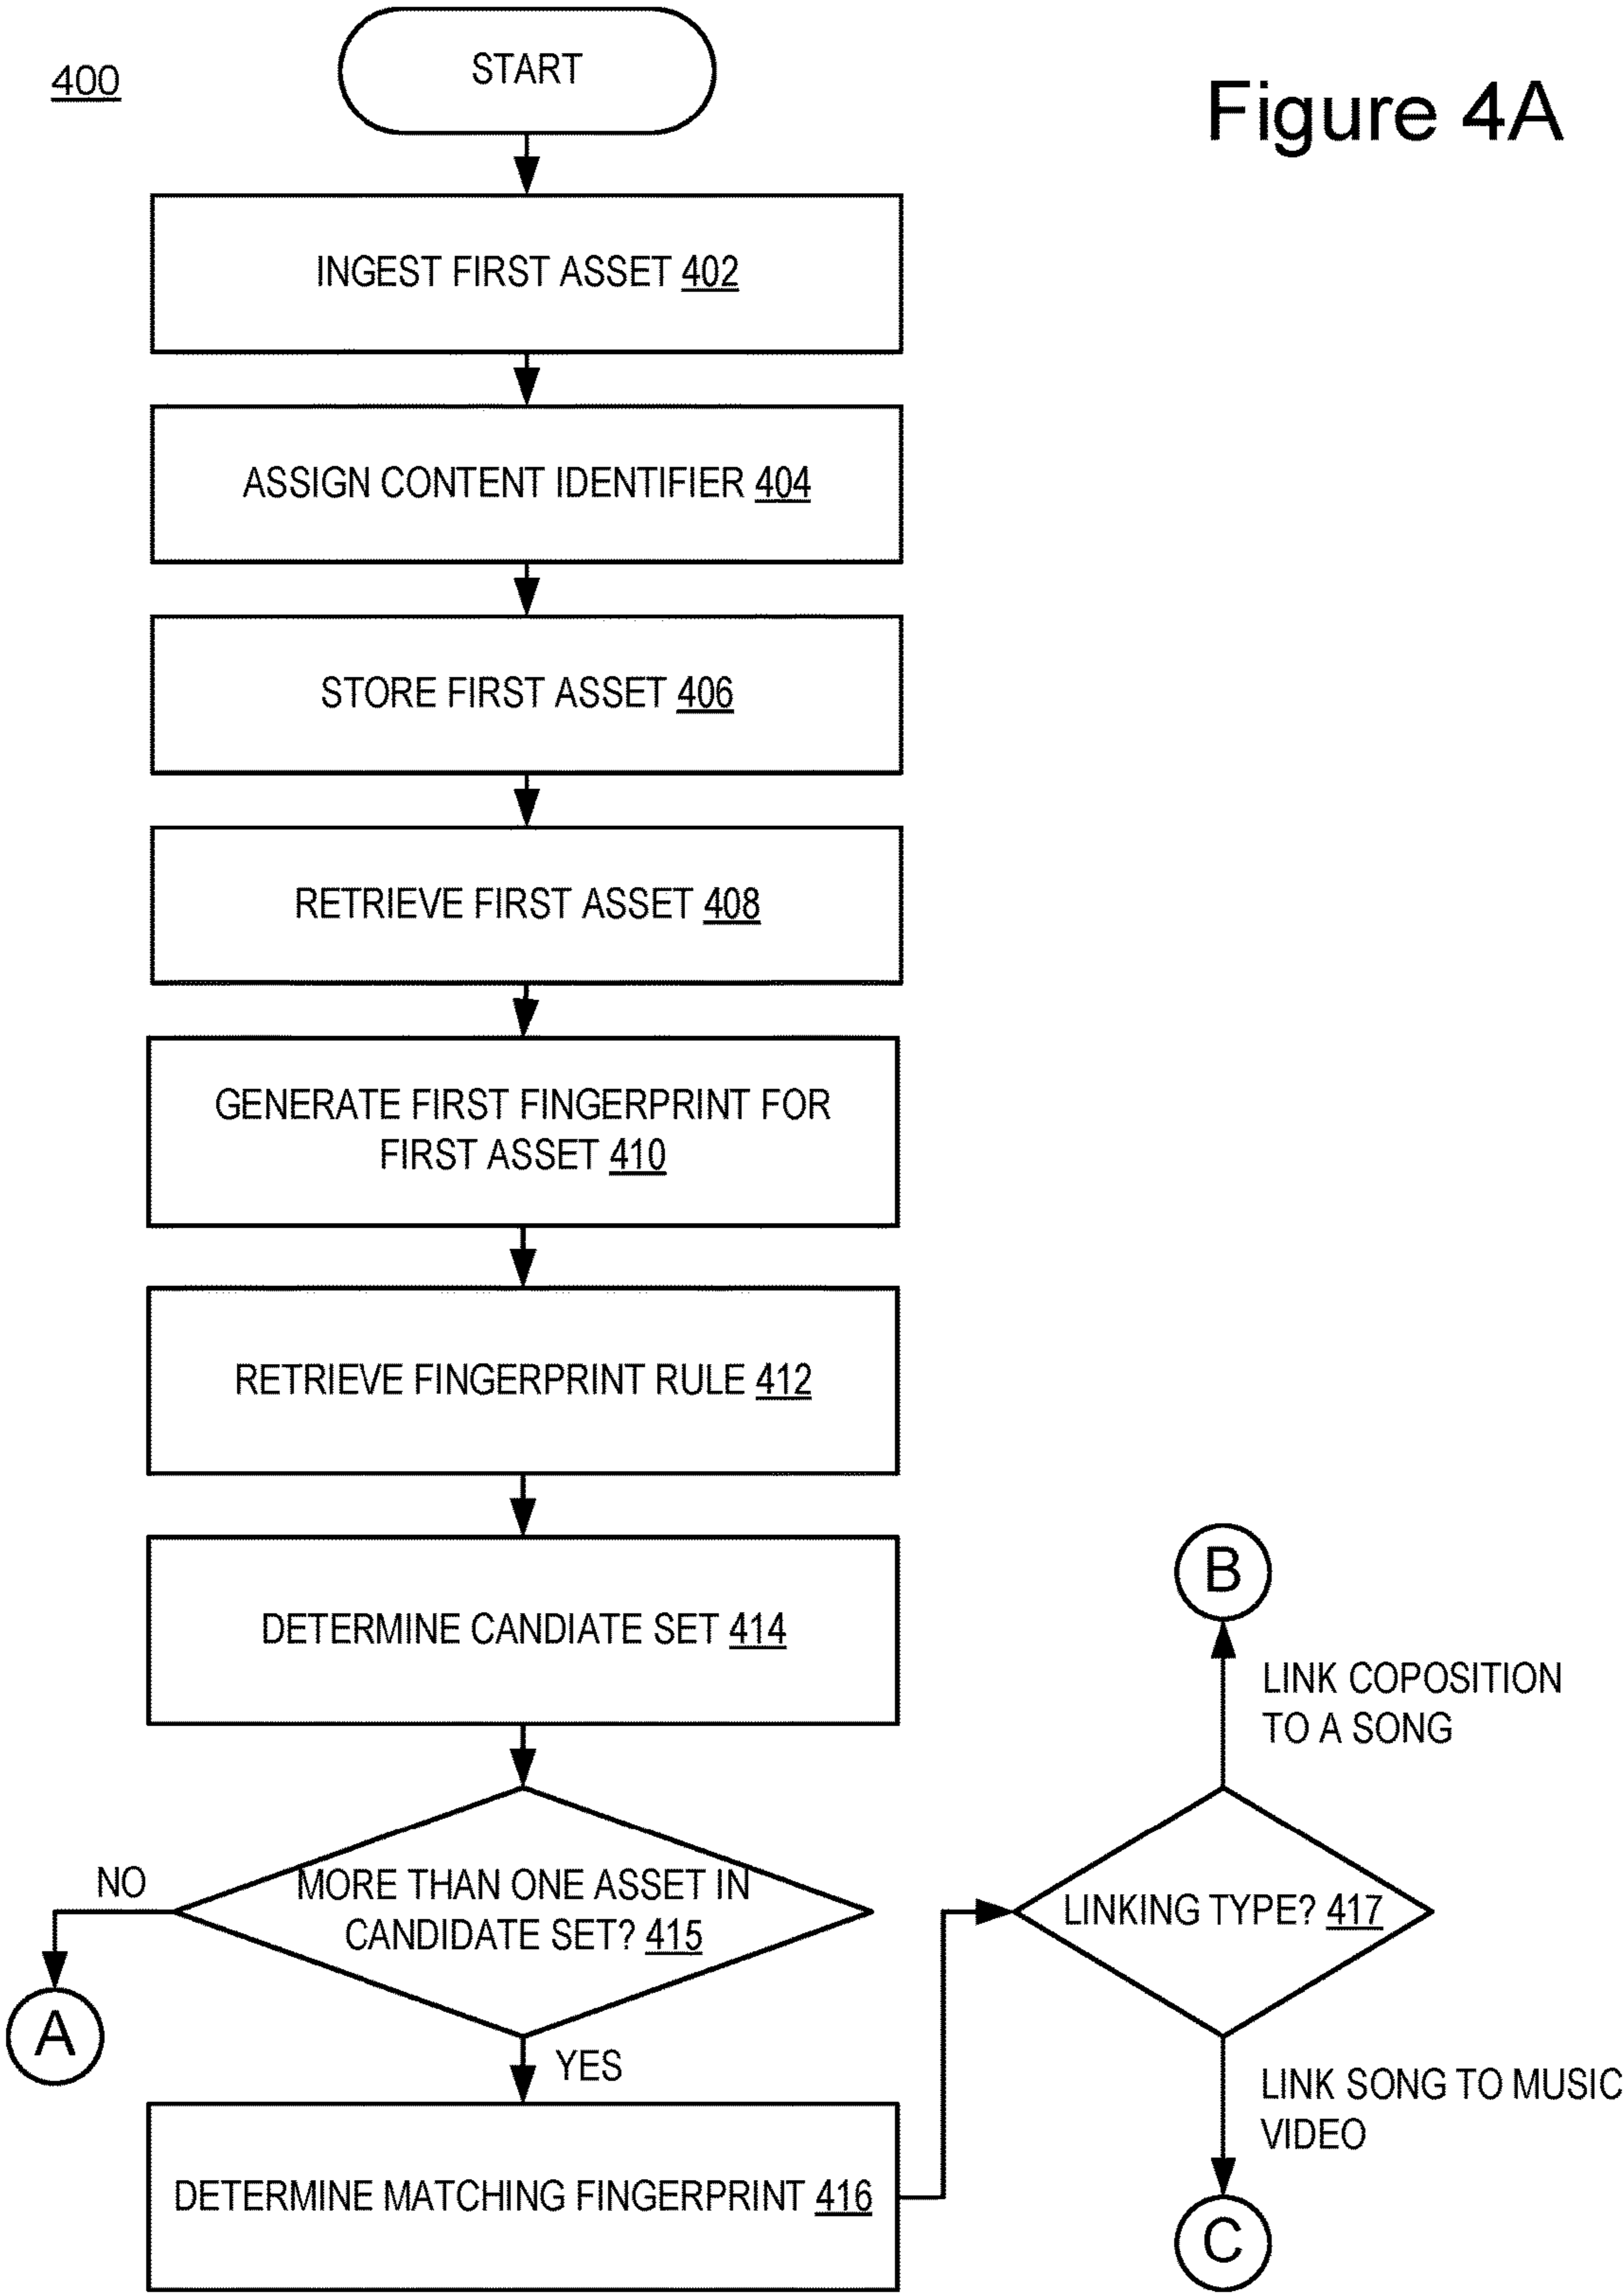 400
START
Figure 4A
INGEST FIRST ASSET 402
ASSIGN CONTENT IDENTIFIER 404
STORE FIRST ASSET 406
RETRIEVE FIRST ASSET 408
GENERATE FIRST FINGERPRINT FOR
FIRST ASSET 410
RETRIEVE FINGERPRINT RULE 412
DETERMINE CANDIATE SET 414
MORE THAN ONE ASSET IN
CANDIDATE SET? 415
NO
A
YES
DETERMINE MATCHING FINGERPRINT 416
LINKING TYPE? 417
LINK COPOSITION
TO A SONG
B
LINK SONG TO MUSIC
VIDEO
C